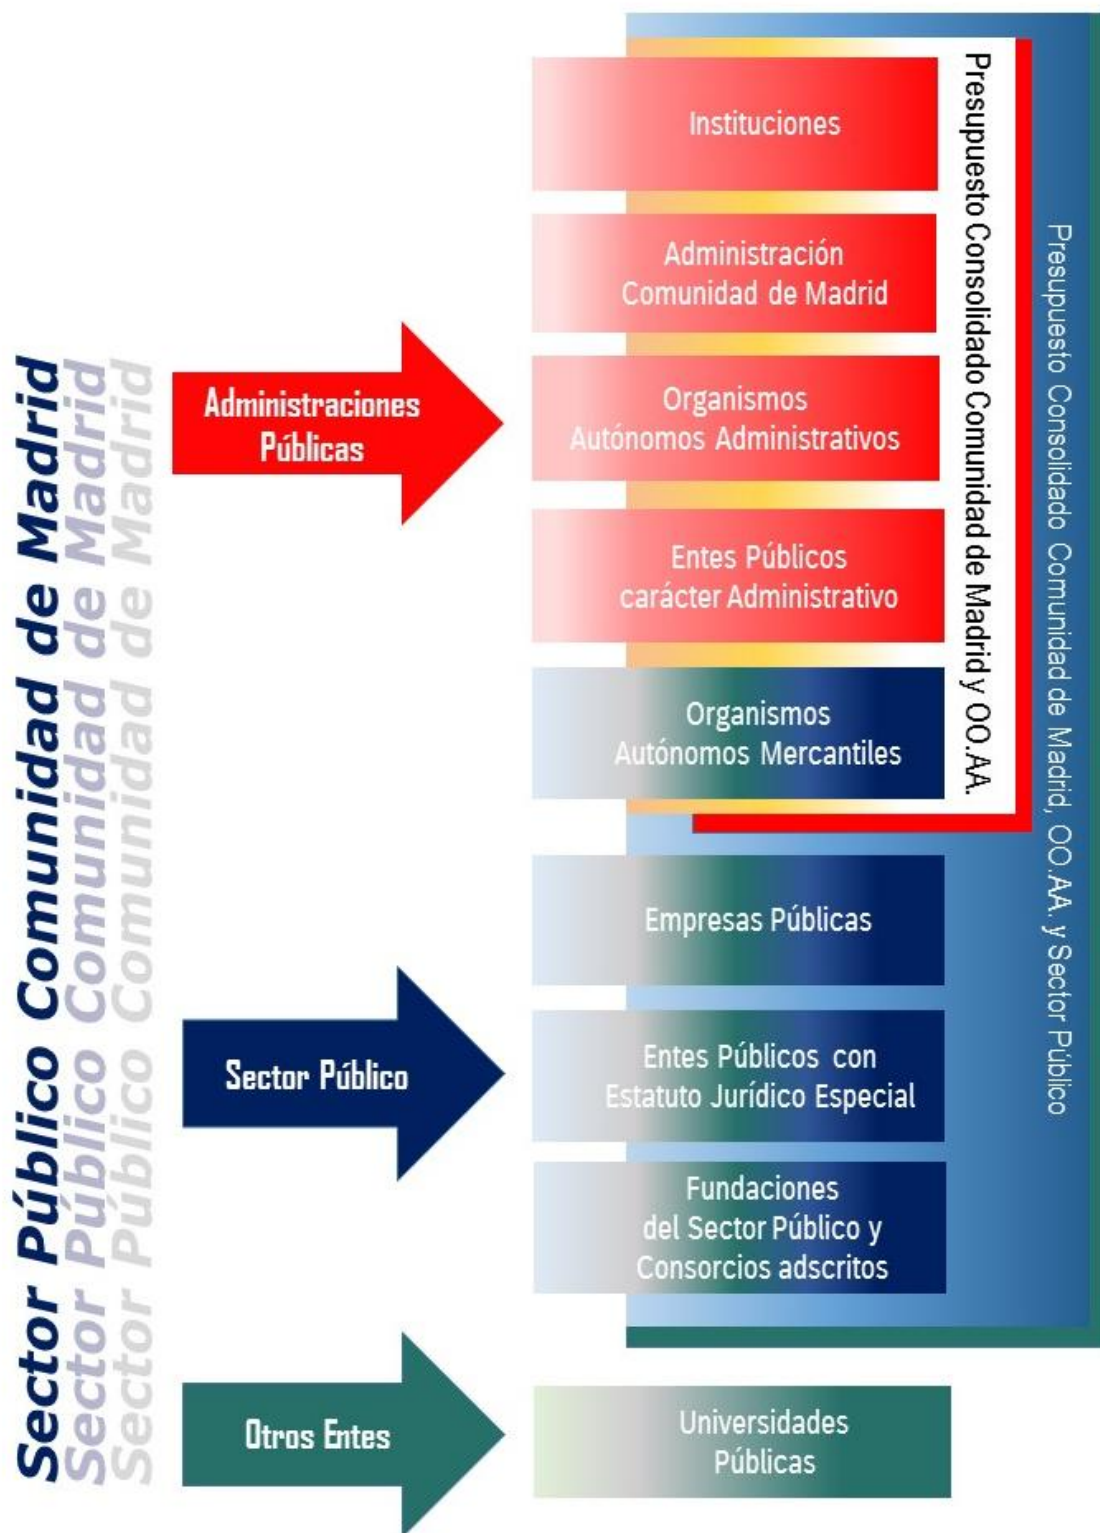 Sector Público Comunidad de Madrid
Sector Público Comunidad de Madrid
Sector Público Comunidad de Madrid
Administraciones
Públicas
Instituciones
Administración
Comunidad de Madrid
Organismos
Autónomos Administrativos
Entes Públicos
carácter Administrativo
Sector Público
Organismos
Autónomos Mercantiles
Empresas Públicas
Entes Públicos con
Estatuto Jurídico Especial
Fundaciones
del Sector Público y
Consorcios adscritos
Otros Entes
Universidades
Públicas
Presupuesto Consolidado Comunidad de Madrid y OO.AA.
Presupuesto Consolidado Comunidad de Madrid, OO.AA. y Sector Público